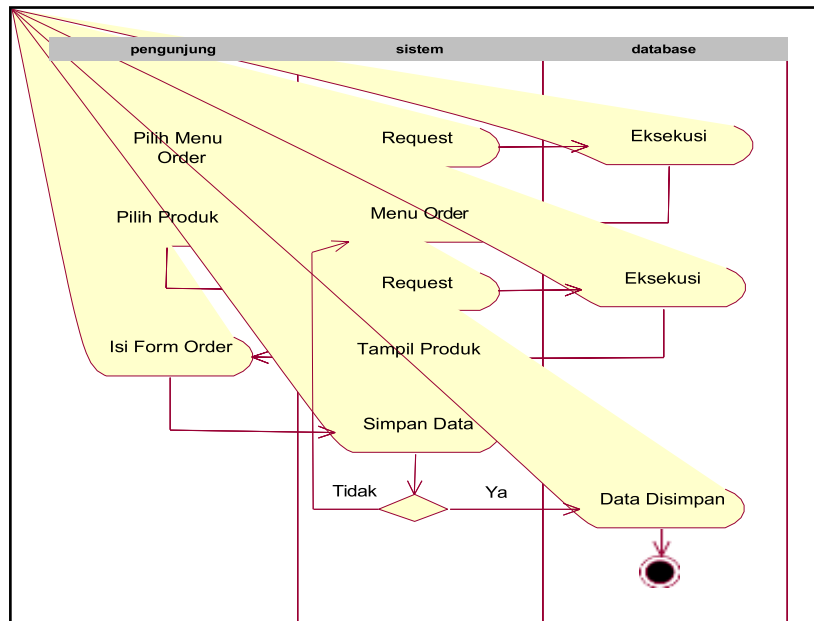 pengunjung sistem database
Pilih Menu
Order
Request
Eksekusi
Pilih Produk
Menu Order
Request
Eksekusi
Isi Form Order
Tampil Produk
Simpan Data
Tidak
Ya
Data Disimpan